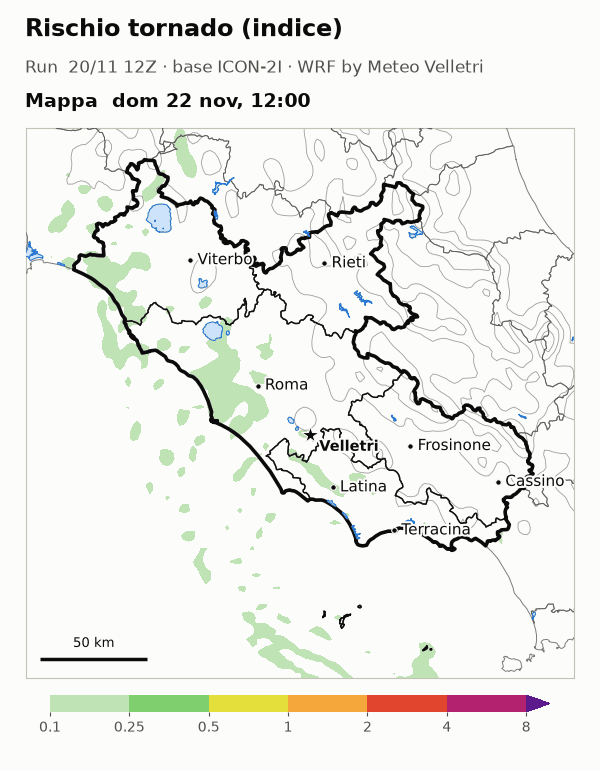 Rischio tornado (indice)
Run 20/11 12Z · base ICON-2I · WRF by Meteo Velletri
Mappa dom 22 nov, 12:00
Viterbo
Rieti
Roma
Velletri
Frosinone
Cassino
Latina
Terracina
50 km
0.1 0.25 0.5 1 2 4 8